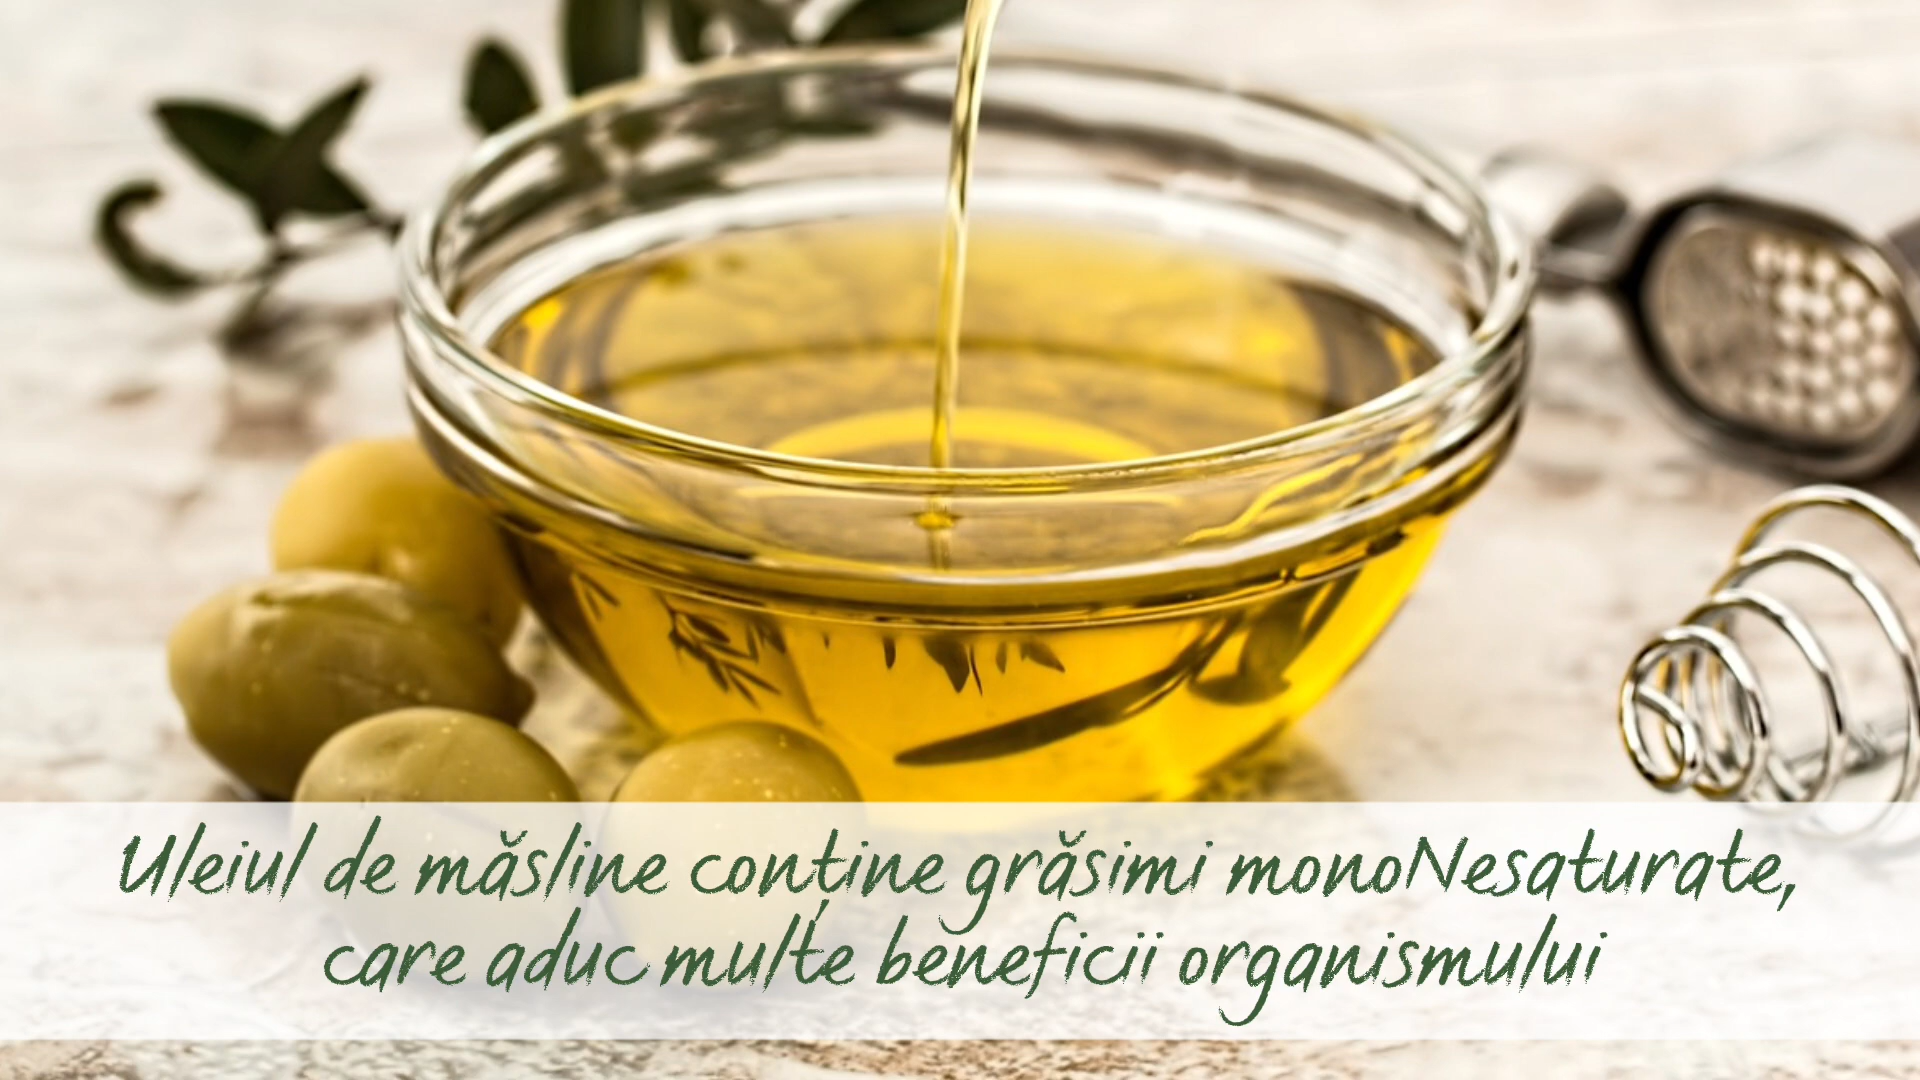 Uleiul de măsline conține grăsimi monoNesaturate,
care aduc multe beneficii organismului